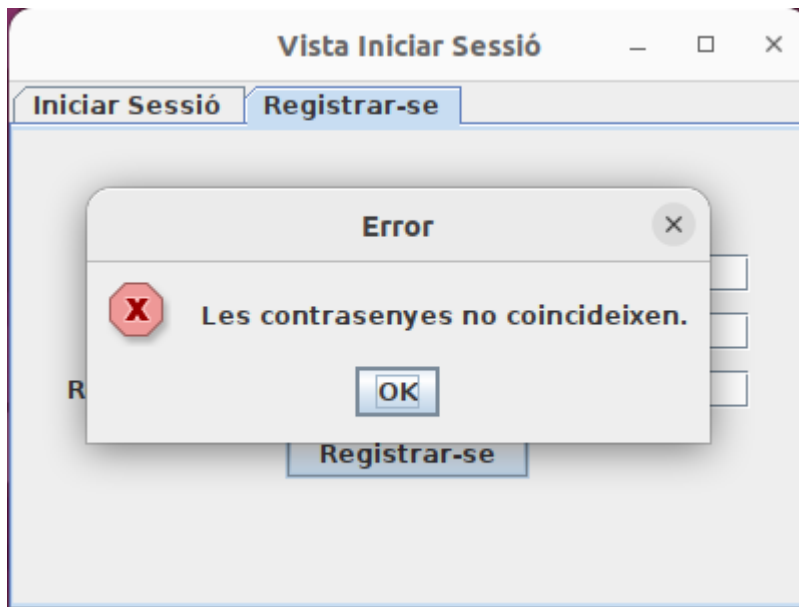 Vista Iniciar Sessió
Iniciar Sessió Registrar-se
Error
X
Les contrasenyes no coincideixen.
R
OK
Registrar-se